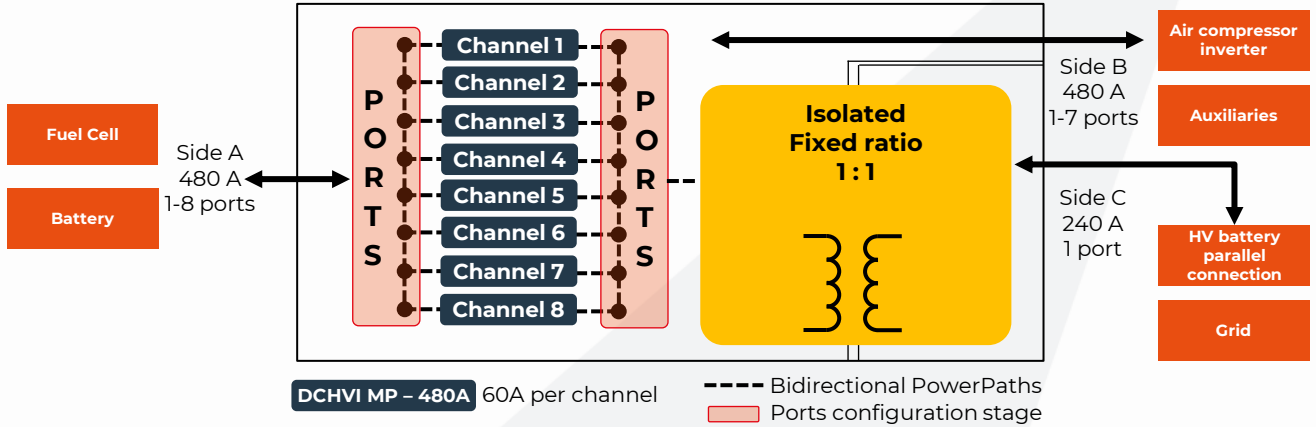 Fuel Cell
Battery
Side A
480 A
1-8 ports
P
O
R
T
S
Channel 1
Channel 2
Channel 3
Channel 4
Channel 5
Channel 6
Channel 7
Channel 8
P
O
R
T
S
Isolated
Fixed ratio
1 : 1
Side B
480 A
1-7 ports
Side C
240 A
1 port
Air compressor
inverter
Auxiliaries
HV battery
parallel
connection
Grid
DCHVI MP – 480A 60A per channel
Bidirectional PowerPaths
Ports configuration stage